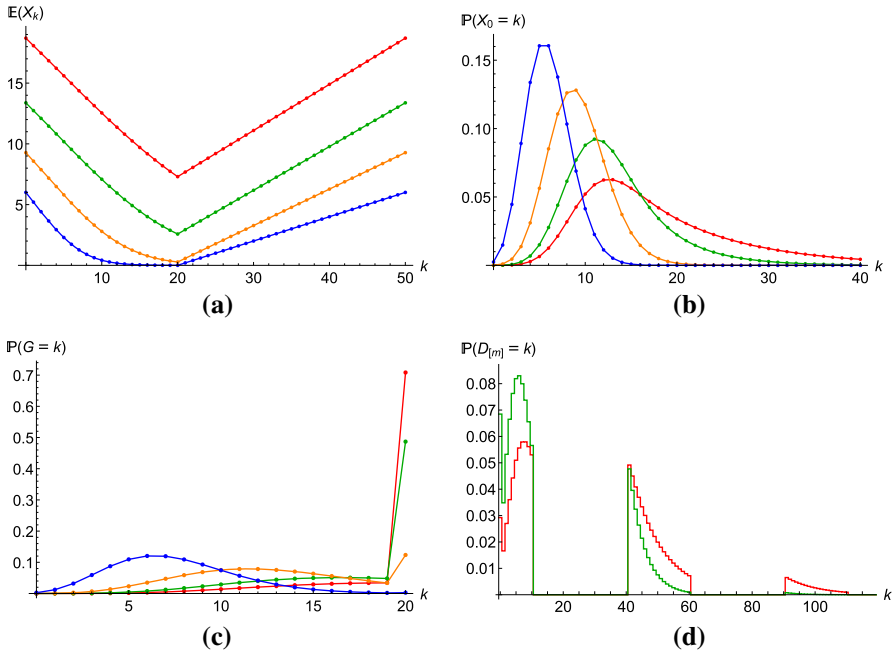 𝔼(Xₖ)
15
10
5
10 20 30 40 50 k
(a)
ℙ(X₀ = k)
0.15
0.10
0.05
10 20 30 40 k
(b)
ℙ(G = k)
0.7
0.6
0.5
0.4
0.3
0.2
0.1
5 10 15 20 k
(c)
ℙ(D[m] = k)
0.08
0.07
0.06
0.05
0.04
0.03
0.02
0.01
20 40 60 80 100 k
(d)